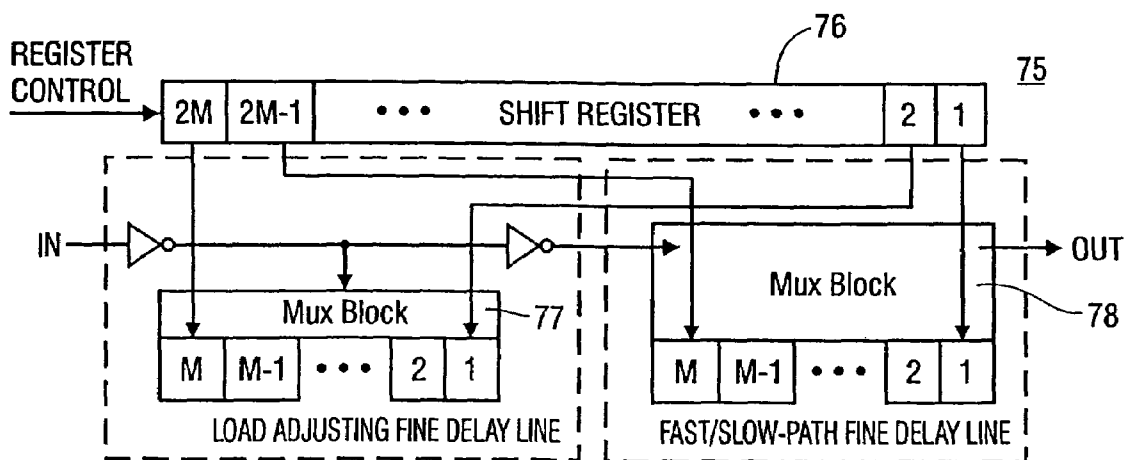 76
75
REGISTER
CONTROL
2M 2M-1 ••• SHIFT REGISTER ••• 2 1
IN
OUT
Mux Block
77
Mux Block
78
M M-1 ••• 2 1
M M-1 ••• 2 1
LOAD ADJUSTING FINE DELAY LINE
FAST/SLOW-PATH FINE DELAY LINE